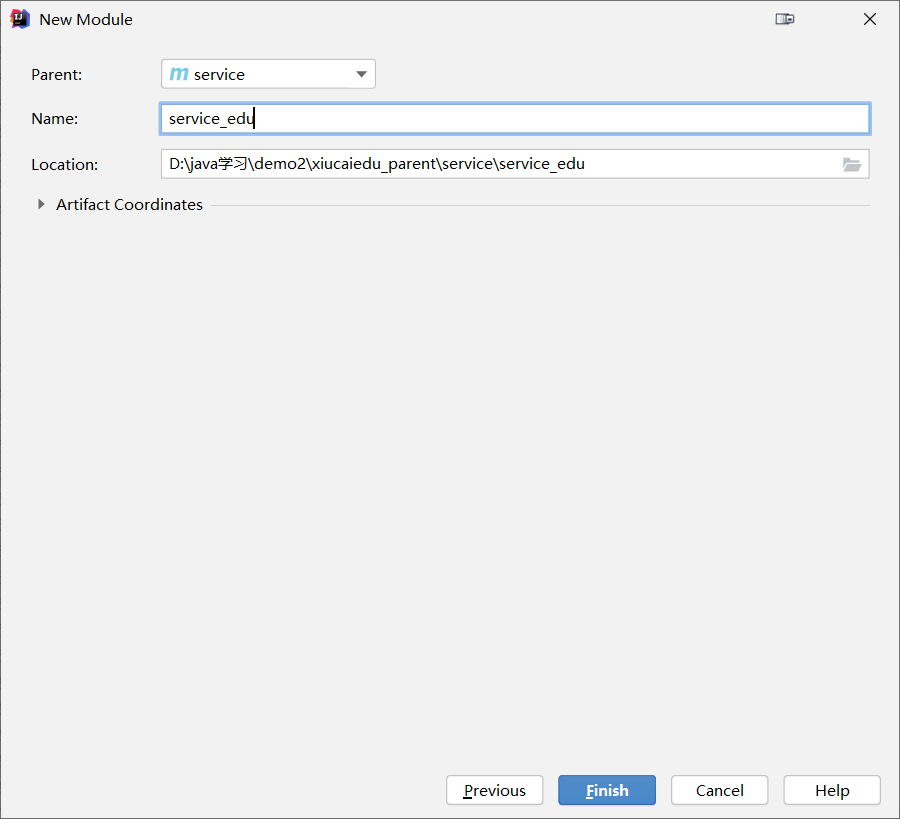 New Module
Parent: m service
Name: service_edu
Location: D:\java学习\demo2\xiucaiedu_parent\service\service_edu
Artifact Coordinates
Previous Finish Cancel Help